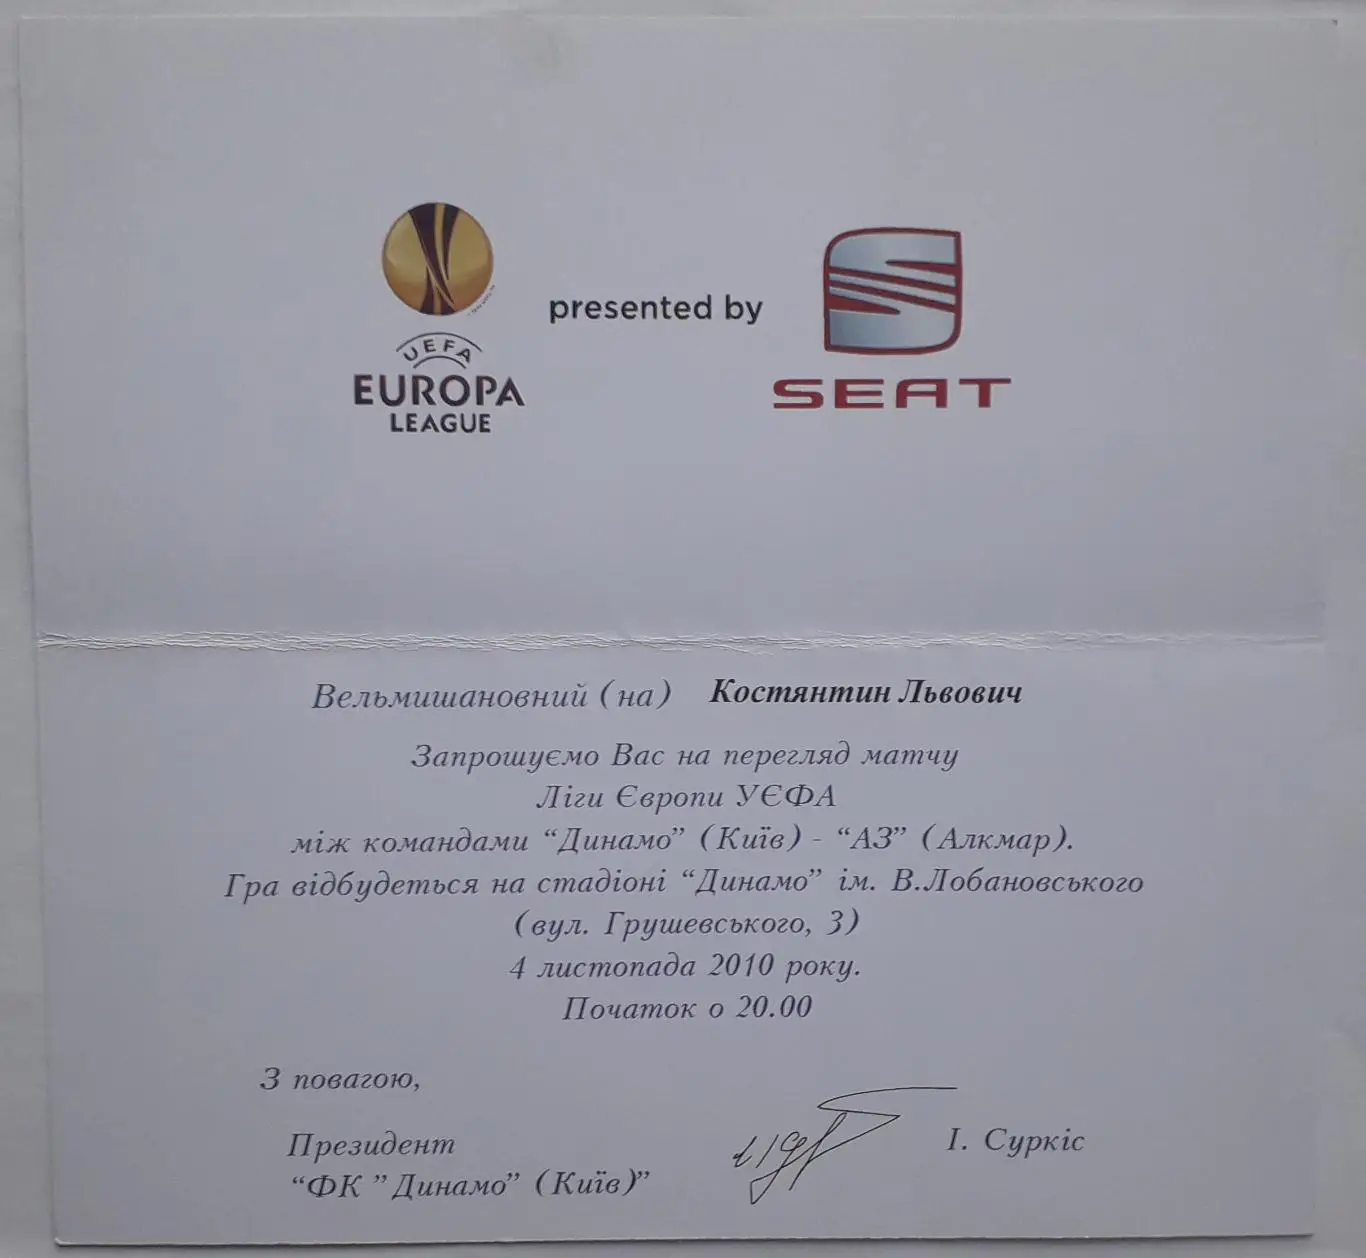 UEFA
EUROPA
LEAGUE
presented by
SEAT
Вельмишановний (на) Костянтин Львович
Запрошуємо Вас на перегляд матчу
Ліги Європи УЄФА
між командами “Динамо” (Київ) - “АЗ” (Алкмар).
Гра відбудеться на стадіоні “Динамо” ім. В.Лобановського
(вул. Грушевського, 3)
4 листопада 2010 року.
Початок о 20.00
З повагою,
Президент
“ФК ” Динамо” (Київ)”
І. Суркіс